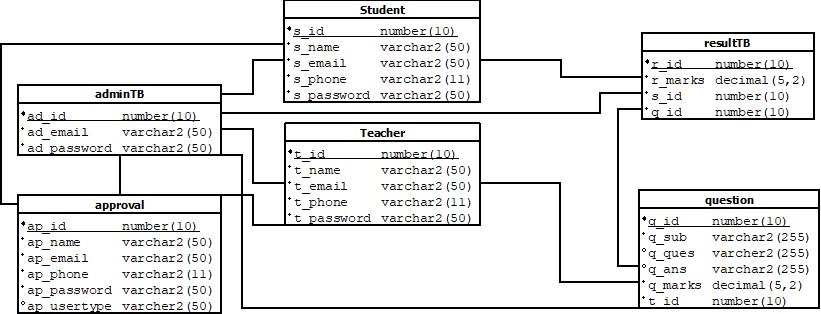 Student
s_id number(10)
s_name varchar2(50)
s_email varchar2(50)
s_phone varchar2(11)
s_password varchar2(50)
resultTB
r_id number(10)
r_marks decimal(5,2)
s_id number(10)
q_id number(10)
adminTB
ad_id number(10)
ad_email varchar2(50)
ad_password varchar2(50)
Teacher
t_id number(10)
t_name varchar2(50)
t_email varchar2(50)
t_phone varchar2(11)
t_password varchar2(50)
approval
ap_id number(10)
ap_name varchar2(50)
ap_email varchar2(50)
ap_phone varchar2(11)
ap_password varchar2(50)
ap_usertype varcher2(50)
question
q_id number(10)
q_sub varchar2(255)
q_ques varcher2(255)
q_ans varchar2(255)
q_marks decimal(5,2)
t_id number(10)